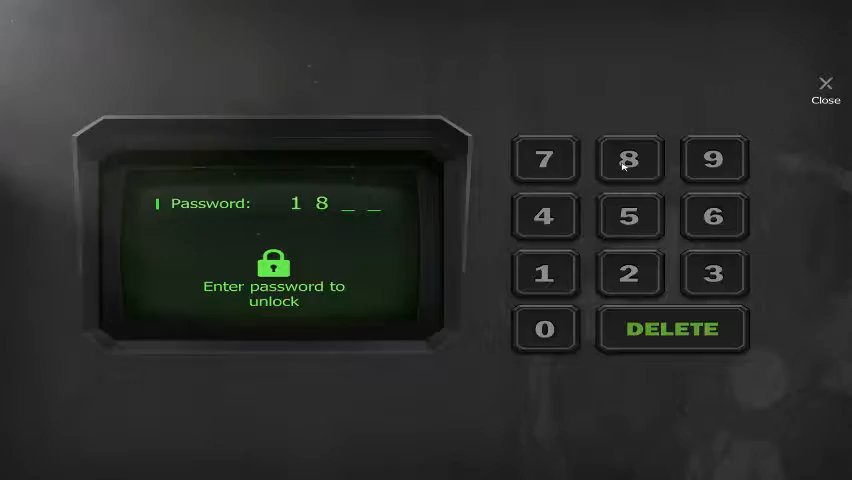 Close
Password: 1 8 _ _
Enter password to
unlock
7 8 9
4 5 6
1 2 3
0 DELETE